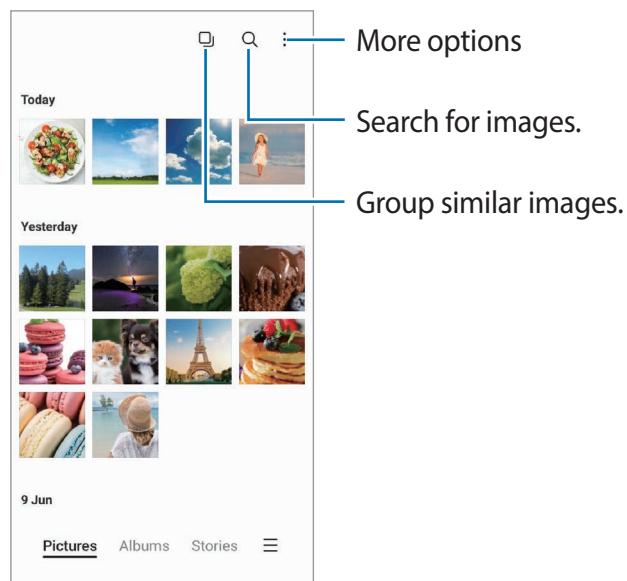 More options
Today
Search for images.
Group similar images.
Yesterday
9 Jun
Pictures Albums Stories